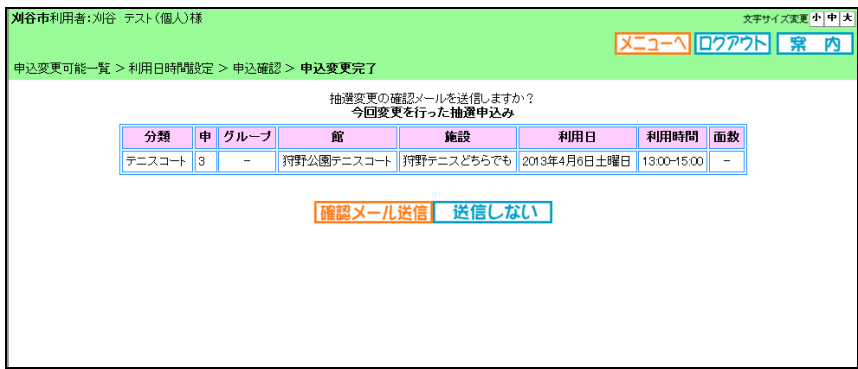 刈谷市利用者:刈谷 テスト(個人)様
文字サイズ変更 小 中 大
メニューへ ログアウト 案 内
申込変更可能一覧 > 利用日時間設定 > 申込確認 > 申込変更完了
抽選変更の確認メールを送信しますか?
今回変更を行った抽選申込み
分類 申 グループ 館 施設 利用日 利用時間 面数
テニスコート 3 - 狩野公園テニスコート 狩野テニスどちらでも 2013年4月6日土曜日 13:00-15:00 -
確認メール送信 送信しない